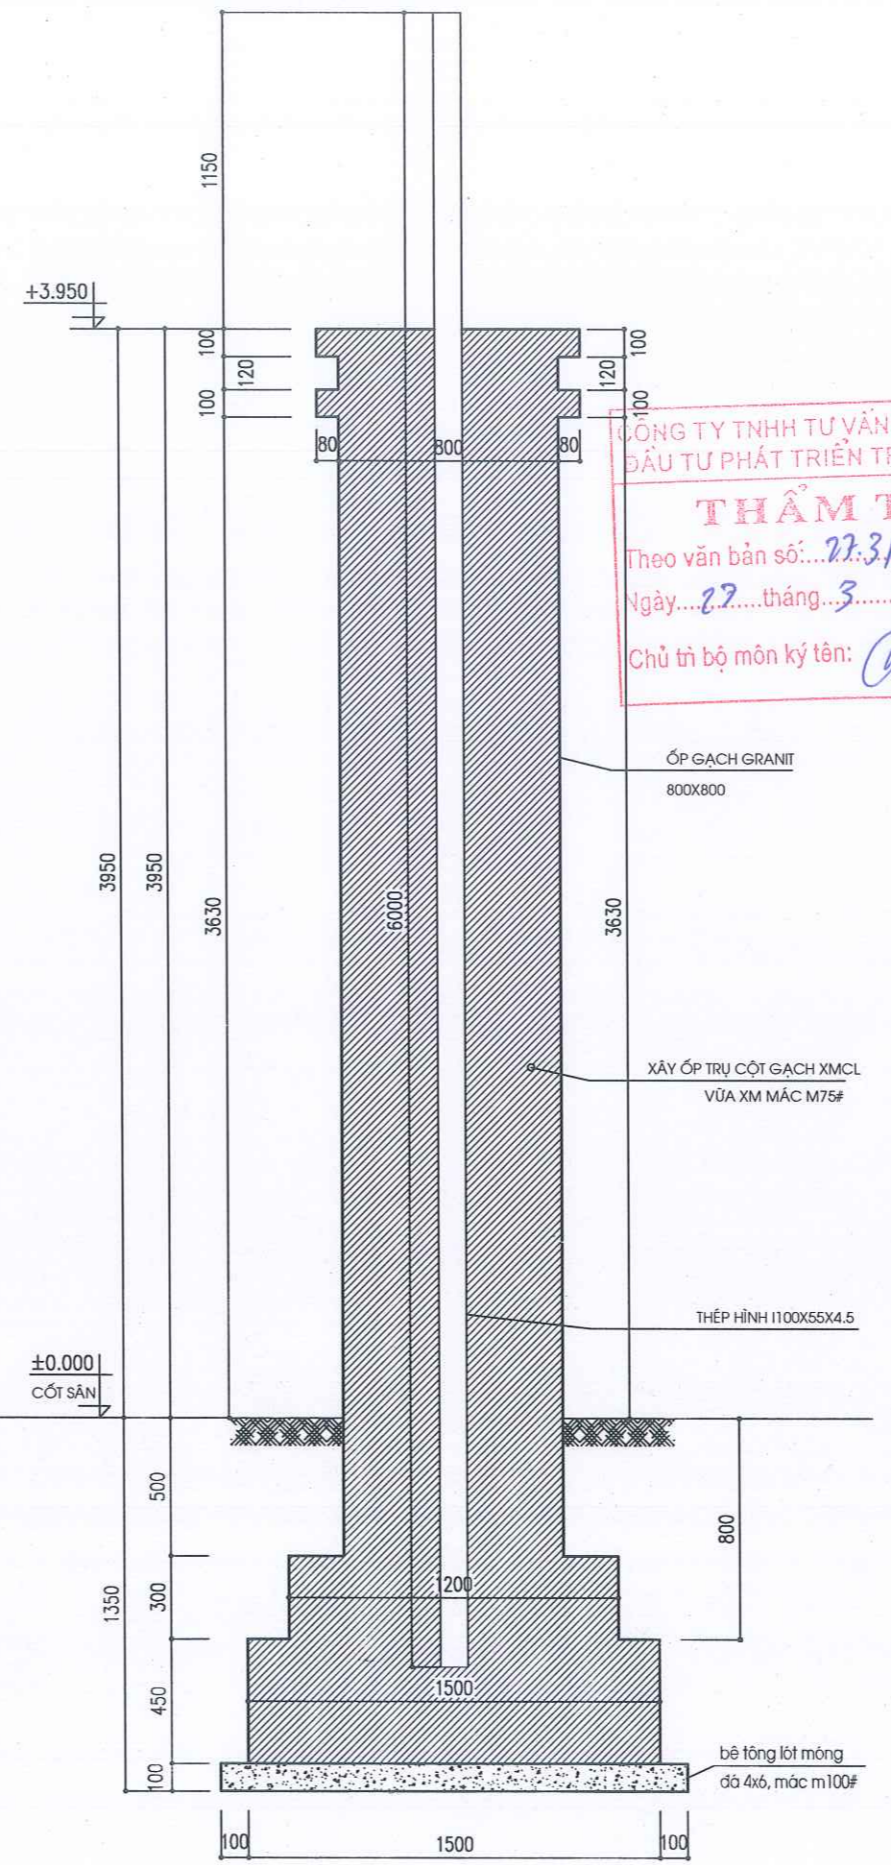 1150
+3.950
100
120
100
100
120
100
80
800
80
CÔNG TY TNHH TƯ VẤN
ĐẦU TƯ PHÁT TRIỂN
THẨM
Theo văn bản số:...27.3/
Ngày....27....tháng...3......
Chủ trì bộ môn ký tên:
ỐP GẠCH GRANIT
800X800
3950
3950
3630
6000
3630
XÂY ỐP TRỤ CỘT GẠCH XMCL
VỮA XM MÁC M75#
THÉP HÌNH I100X55X4.5
±0.000
CỐT SÂN
500
800
1350
300
1200
450
1500
100
bê tông lót móng
đá 4x6, mác m100#
100
1500
100